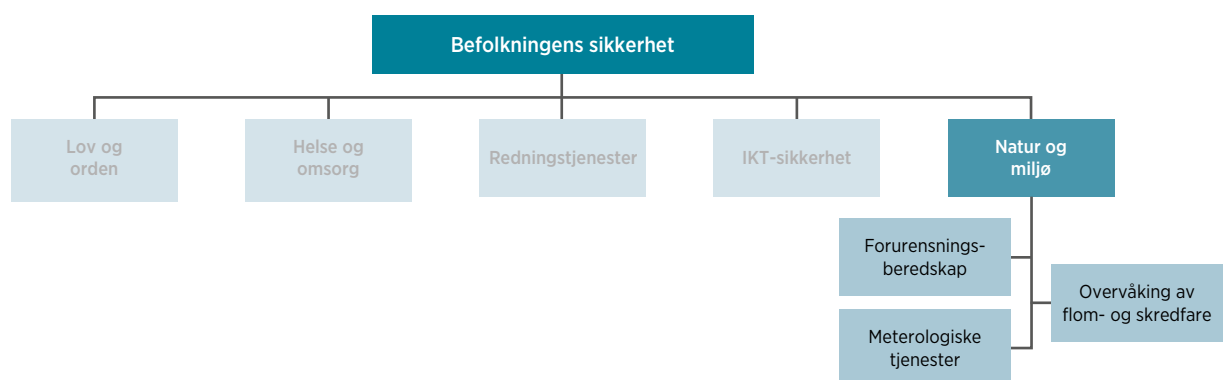 Befolkningens sikkerhet
Lov og
orden
Helse og
omsorg
Redningstjenester
IKT-sikkerhet
Natur og
miljø
Forurensnings-
beredskap
Overvåking av
flom- og skredfare
Meterologiske
tjenester